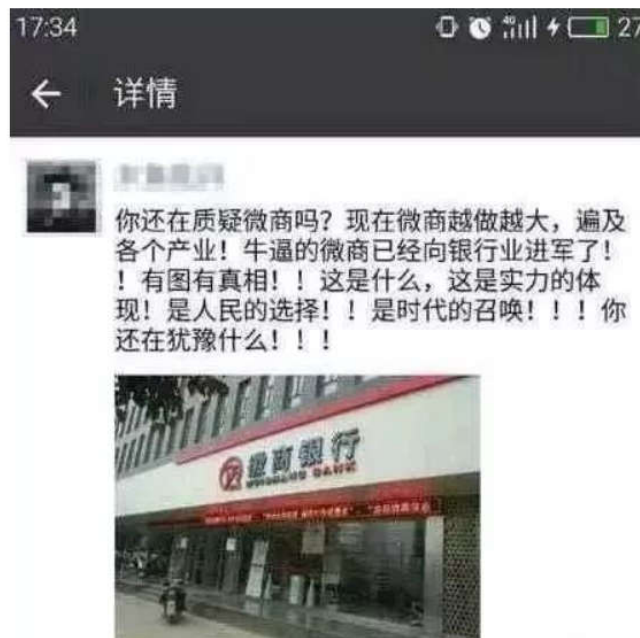 17:34
4G
27
详情
你还在质疑微商吗？现在微商越做越大，遍及
各个产业！牛逼的微商已经向银行业进军了！
！有图有真相！！这是什么，这是实力的体
现！是人民的选择！！是时代的召唤！！！你
还在犹豫什么！！！
徽商银行
HUISHANG BANK